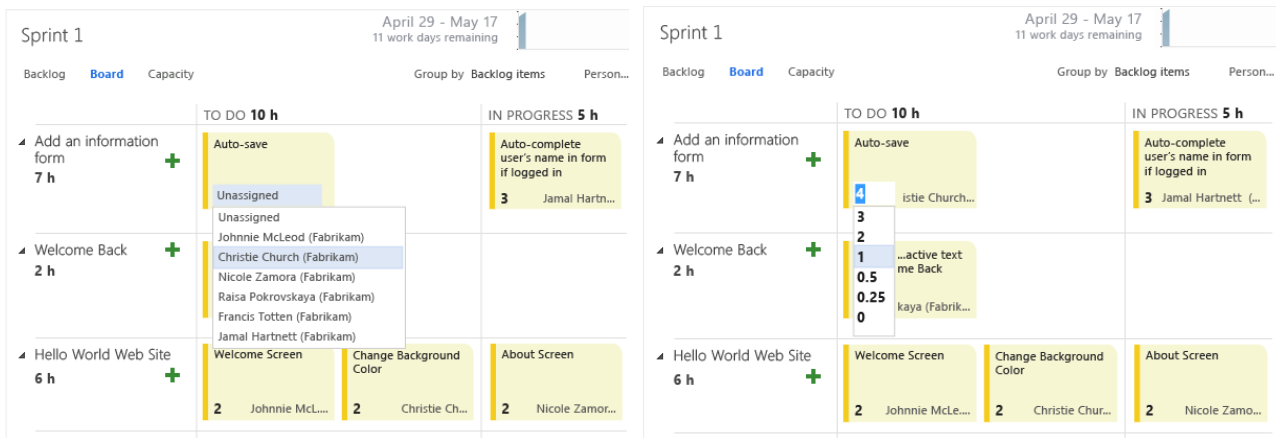 Sprint 1
April 29 - May 17
11 work days remaining
Backlog Board Capacity
Group by Backlog items Person...
TO DO 10 h
IN PROGRESS 5 h
Add an information
form
7 h
Auto-save
Unassigned
Unassigned
Johnnie McLeod (Fabrikam)
Christie Church (Fabrikam)
Nicole Zamora (Fabrikam)
Raisa Pokrovskaya (Fabrikam)
Francis Totten (Fabrikam)
Jamal Hartnett (Fabrikam)
Auto-complete
user's name in form
if logged in
3 Jamal Hartn...
Welcome Back
2 h
Hello World Web Site
6 h
Welcome Screen
2 Johnnie McL...
Change Background
Color
2 Christie Ch...
About Screen
2 Nicole Zamor...
Sprint 1
April 29 - May 17
11 work days remaining
Backlog Board Capacity
Group by Backlog items Person...
TO DO 10 h
IN PROGRESS 5 h
Add an information
form
7 h
Auto-save
4 istie Church...
3
2
1
0.5
0.25
0
Auto-complete
user's name in form
if logged in
3 Jamal Hartnett (...
Welcome Back
2 h
...active text
me Back
kaya (Fabrik...
Hello World Web Site
6 h
Welcome Screen
2 Johnnie McLe....
Change Background
Color
2 Christie Chur...
About Screen
2 Nicole Zamo...